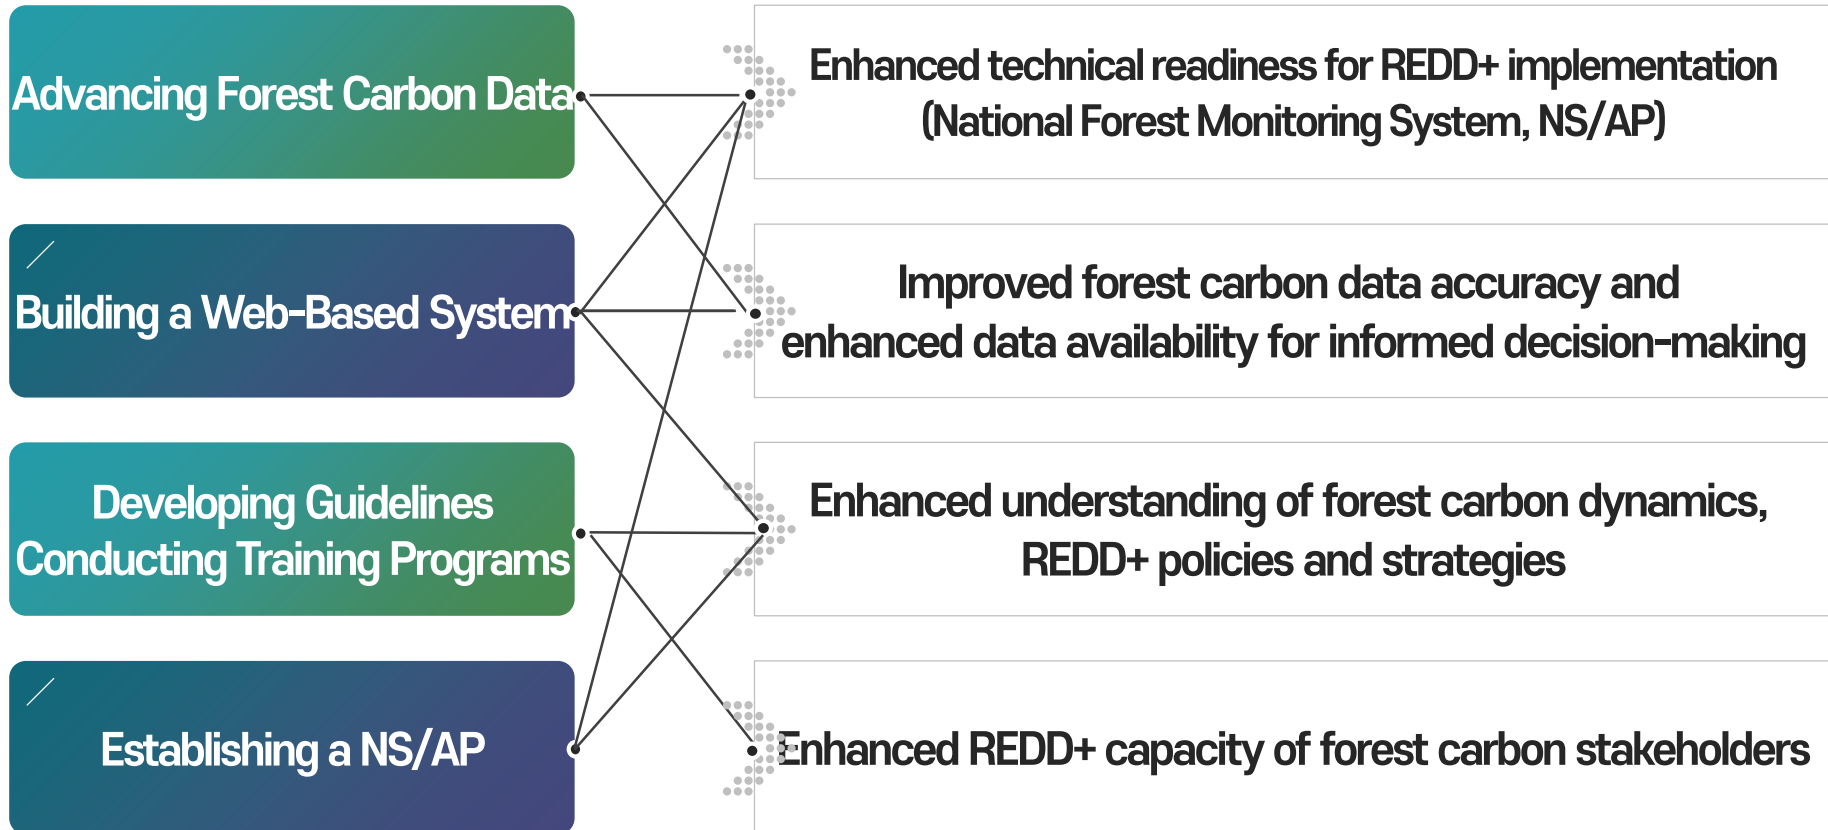 Advancing Forest Carbon Data
Enhanced technical readiness for REDD+ implementation
(National Forest Monitoring System, NS/AP)
Building a Web-Based System
Improved forest carbon data accuracy and
enhanced data availability for informed decision-making
Developing Guidelines
Conducting Training Programs
Enhanced understanding of forest carbon dynamics,
REDD+ policies and strategies
Establishing a NS/AP
Enhanced REDD+ capacity of forest carbon stakeholders